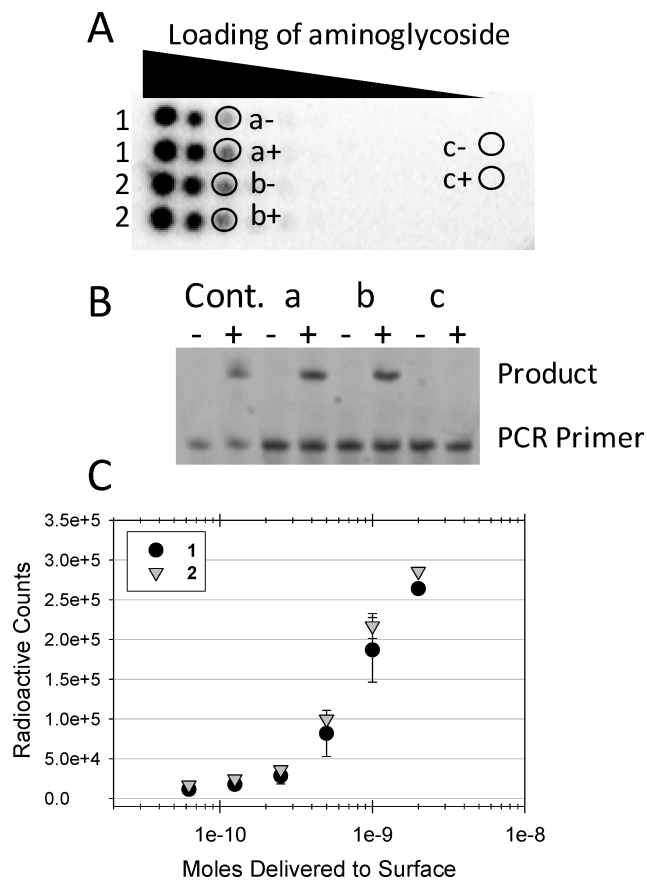 A
Loading of aminoglycoside
1 a-
1 a+ c-
2 b- c+
2 b+
B
Cont. a b c
- + - + - + - +
Product
PCR Primer
C
3.5e+5
3.0e+5
2.5e+5
2.0e+5
1.5e+5
1.0e+5
5.0e+4
0.0
Radioactive Counts
1
2
1e-10 1e-9 1e-8
Moles Delivered to Surface